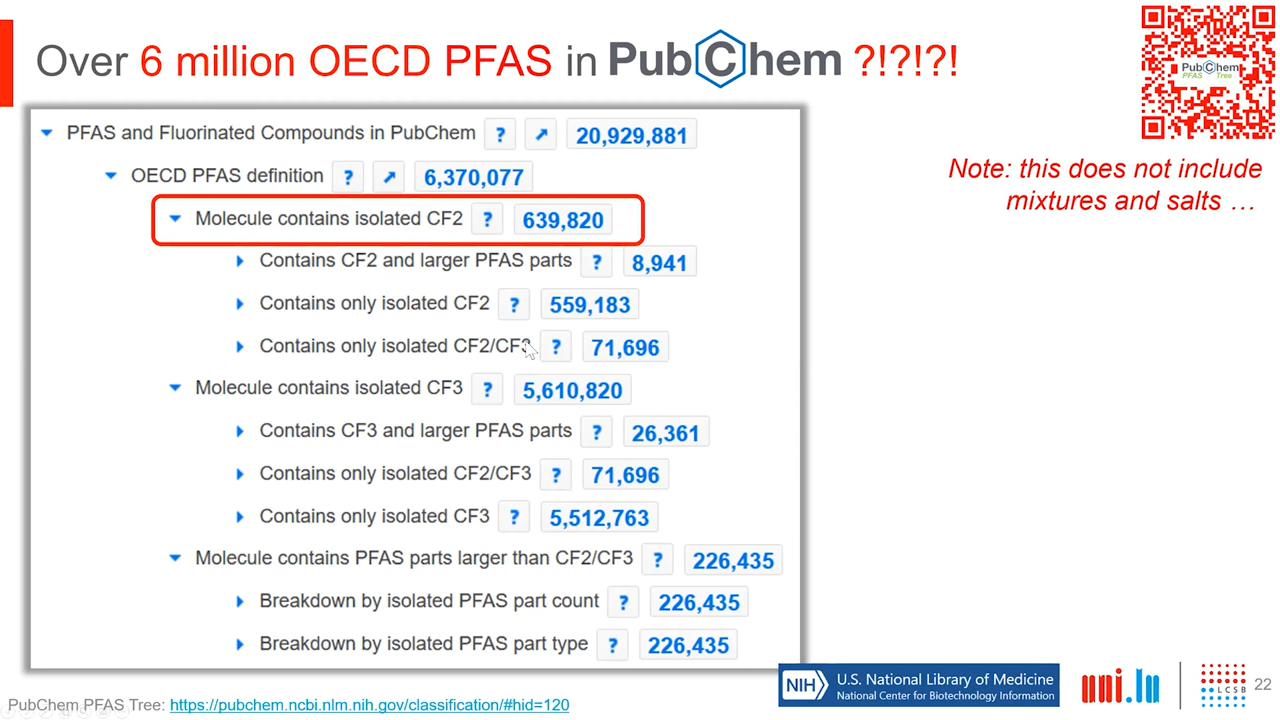 Over 6 million OECD PFAS in PubChem ?!?!?!
PubChem
PFAS Tree
Note: this does not include
mixtures and salts …
PFAS and Fluorinated Compounds in PubChem ? 20,929,881
OECD PFAS definition ? 6,370,077
Molecule contains isolated CF2 ? 639,820
Contains CF2 and larger PFAS parts ? 8,941
Contains only isolated CF2 ? 559,183
Contains only isolated CF2/CF3 ? 71,696
Molecule contains isolated CF3 ? 5,610,820
Contains CF3 and larger PFAS parts ? 26,361
Contains only isolated CF2/CF3 ? 71,696
Contains only isolated CF3 ? 5,512,763
Molecule contains PFAS parts larger than CF2/CF3 ? 226,435
Breakdown by isolated PFAS part count ? 226,435
Breakdown by isolated PFAS part type ? 226,435
NIH U.S. National Library of Medicine
National Center for Biotechnology Information
uni.lu
LCSB
22
PubChem PFAS Tree: https://pubchem.ncbi.nlm.nih.gov/classification/#hid=120